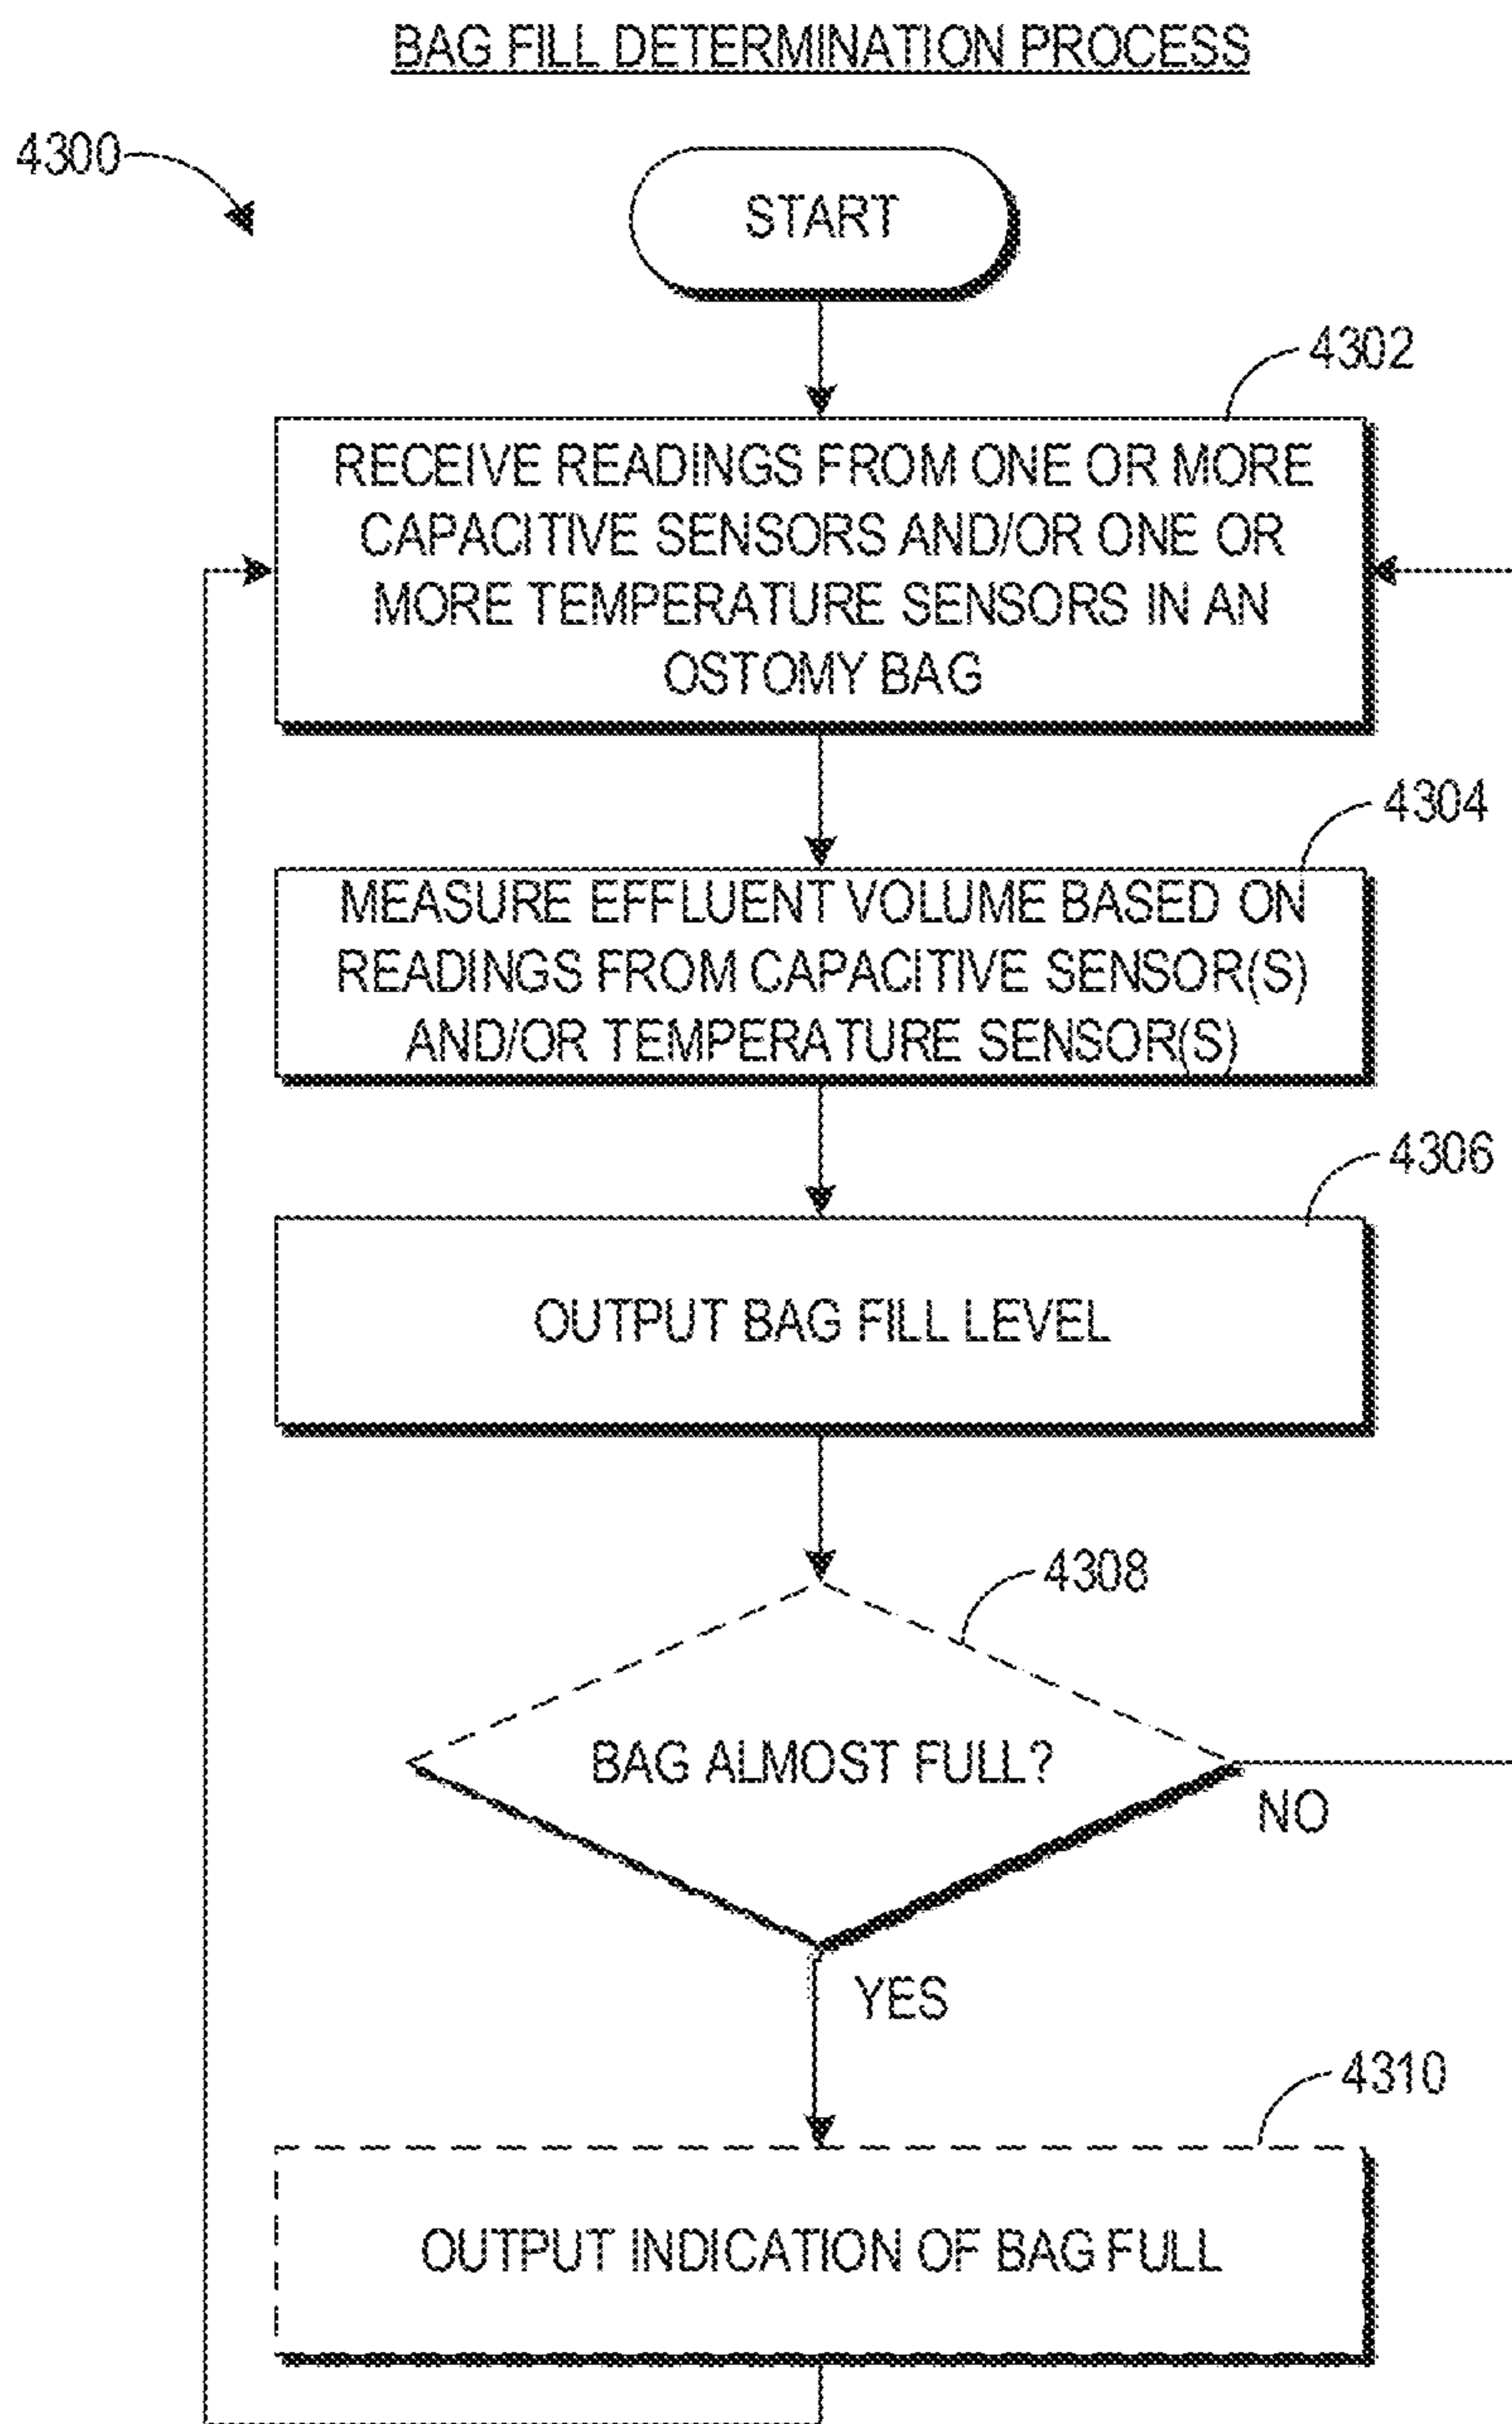 BAG FILL DETERMINATION PROCESS
4300
START
4302
RECEIVE READINGS FROM ONE OR MORE
CAPACITIVE SENSORS AND/OR ONE OR
MORE TEMPERATURE SENSORS IN AN
OSTOMY BAG
4304
MEASURE EFFLUENT VOLUME BASED ON
READINGS FROM CAPACITIVE SENSOR(S)
AND/OR TEMPERATURE SENSOR(S)
4306
OUTPUT BAG FILL LEVEL
4308
BAG ALMOST FULL?
NO
YES
4310
OUTPUT INDICATION OF BAG FULL